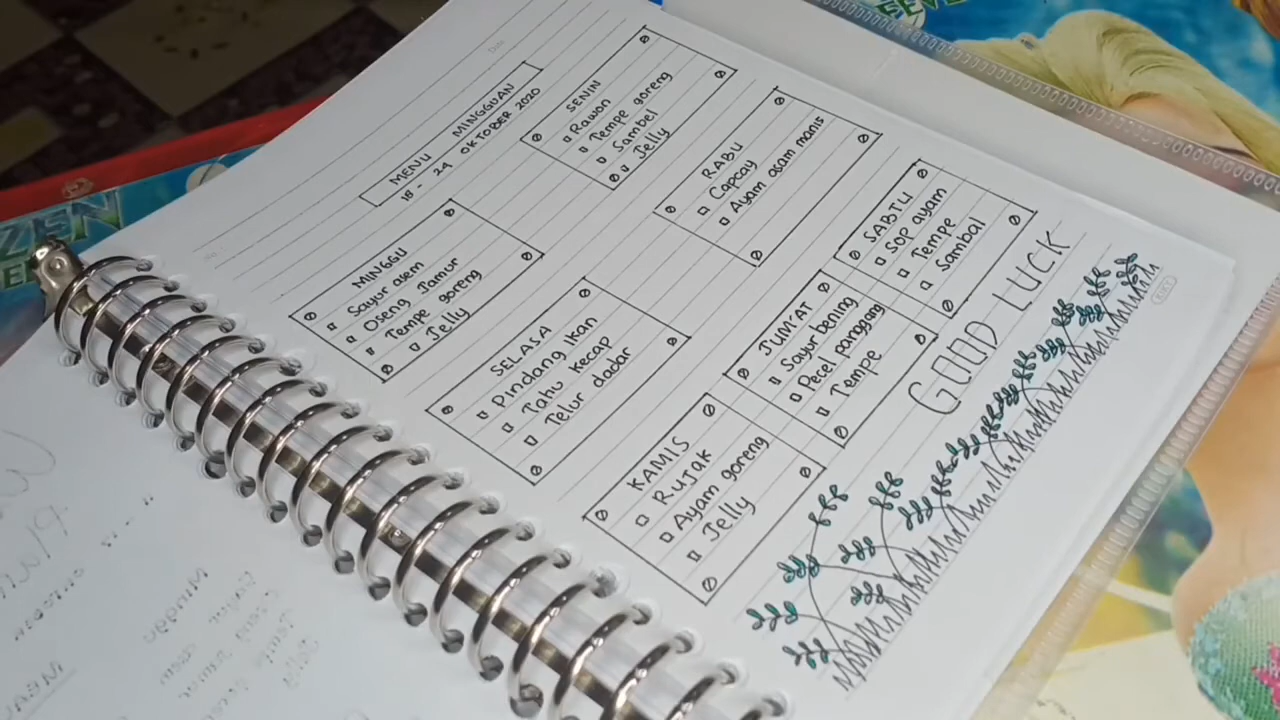 MENU MINGGUAN
18 - 24 OKTOBER 2020
MINGGU
Sayur asem
Oseng Jamur
Tempe goreng
Jelly
SENIN
Rawon
Tempe goreng
Sambel
Jelly
SELASA
Pindang Ikan
Tahu kecap
Telur dadar
RABU
Capcay
Ayam asam manis
KAMIS
Rujak
Ayam goreng
Jelly
JUM'AT
Sayur bening
Pecel panggang
Tempe
SABTU
SOP ayam
Tempe
Sambal
GOOD LUCK